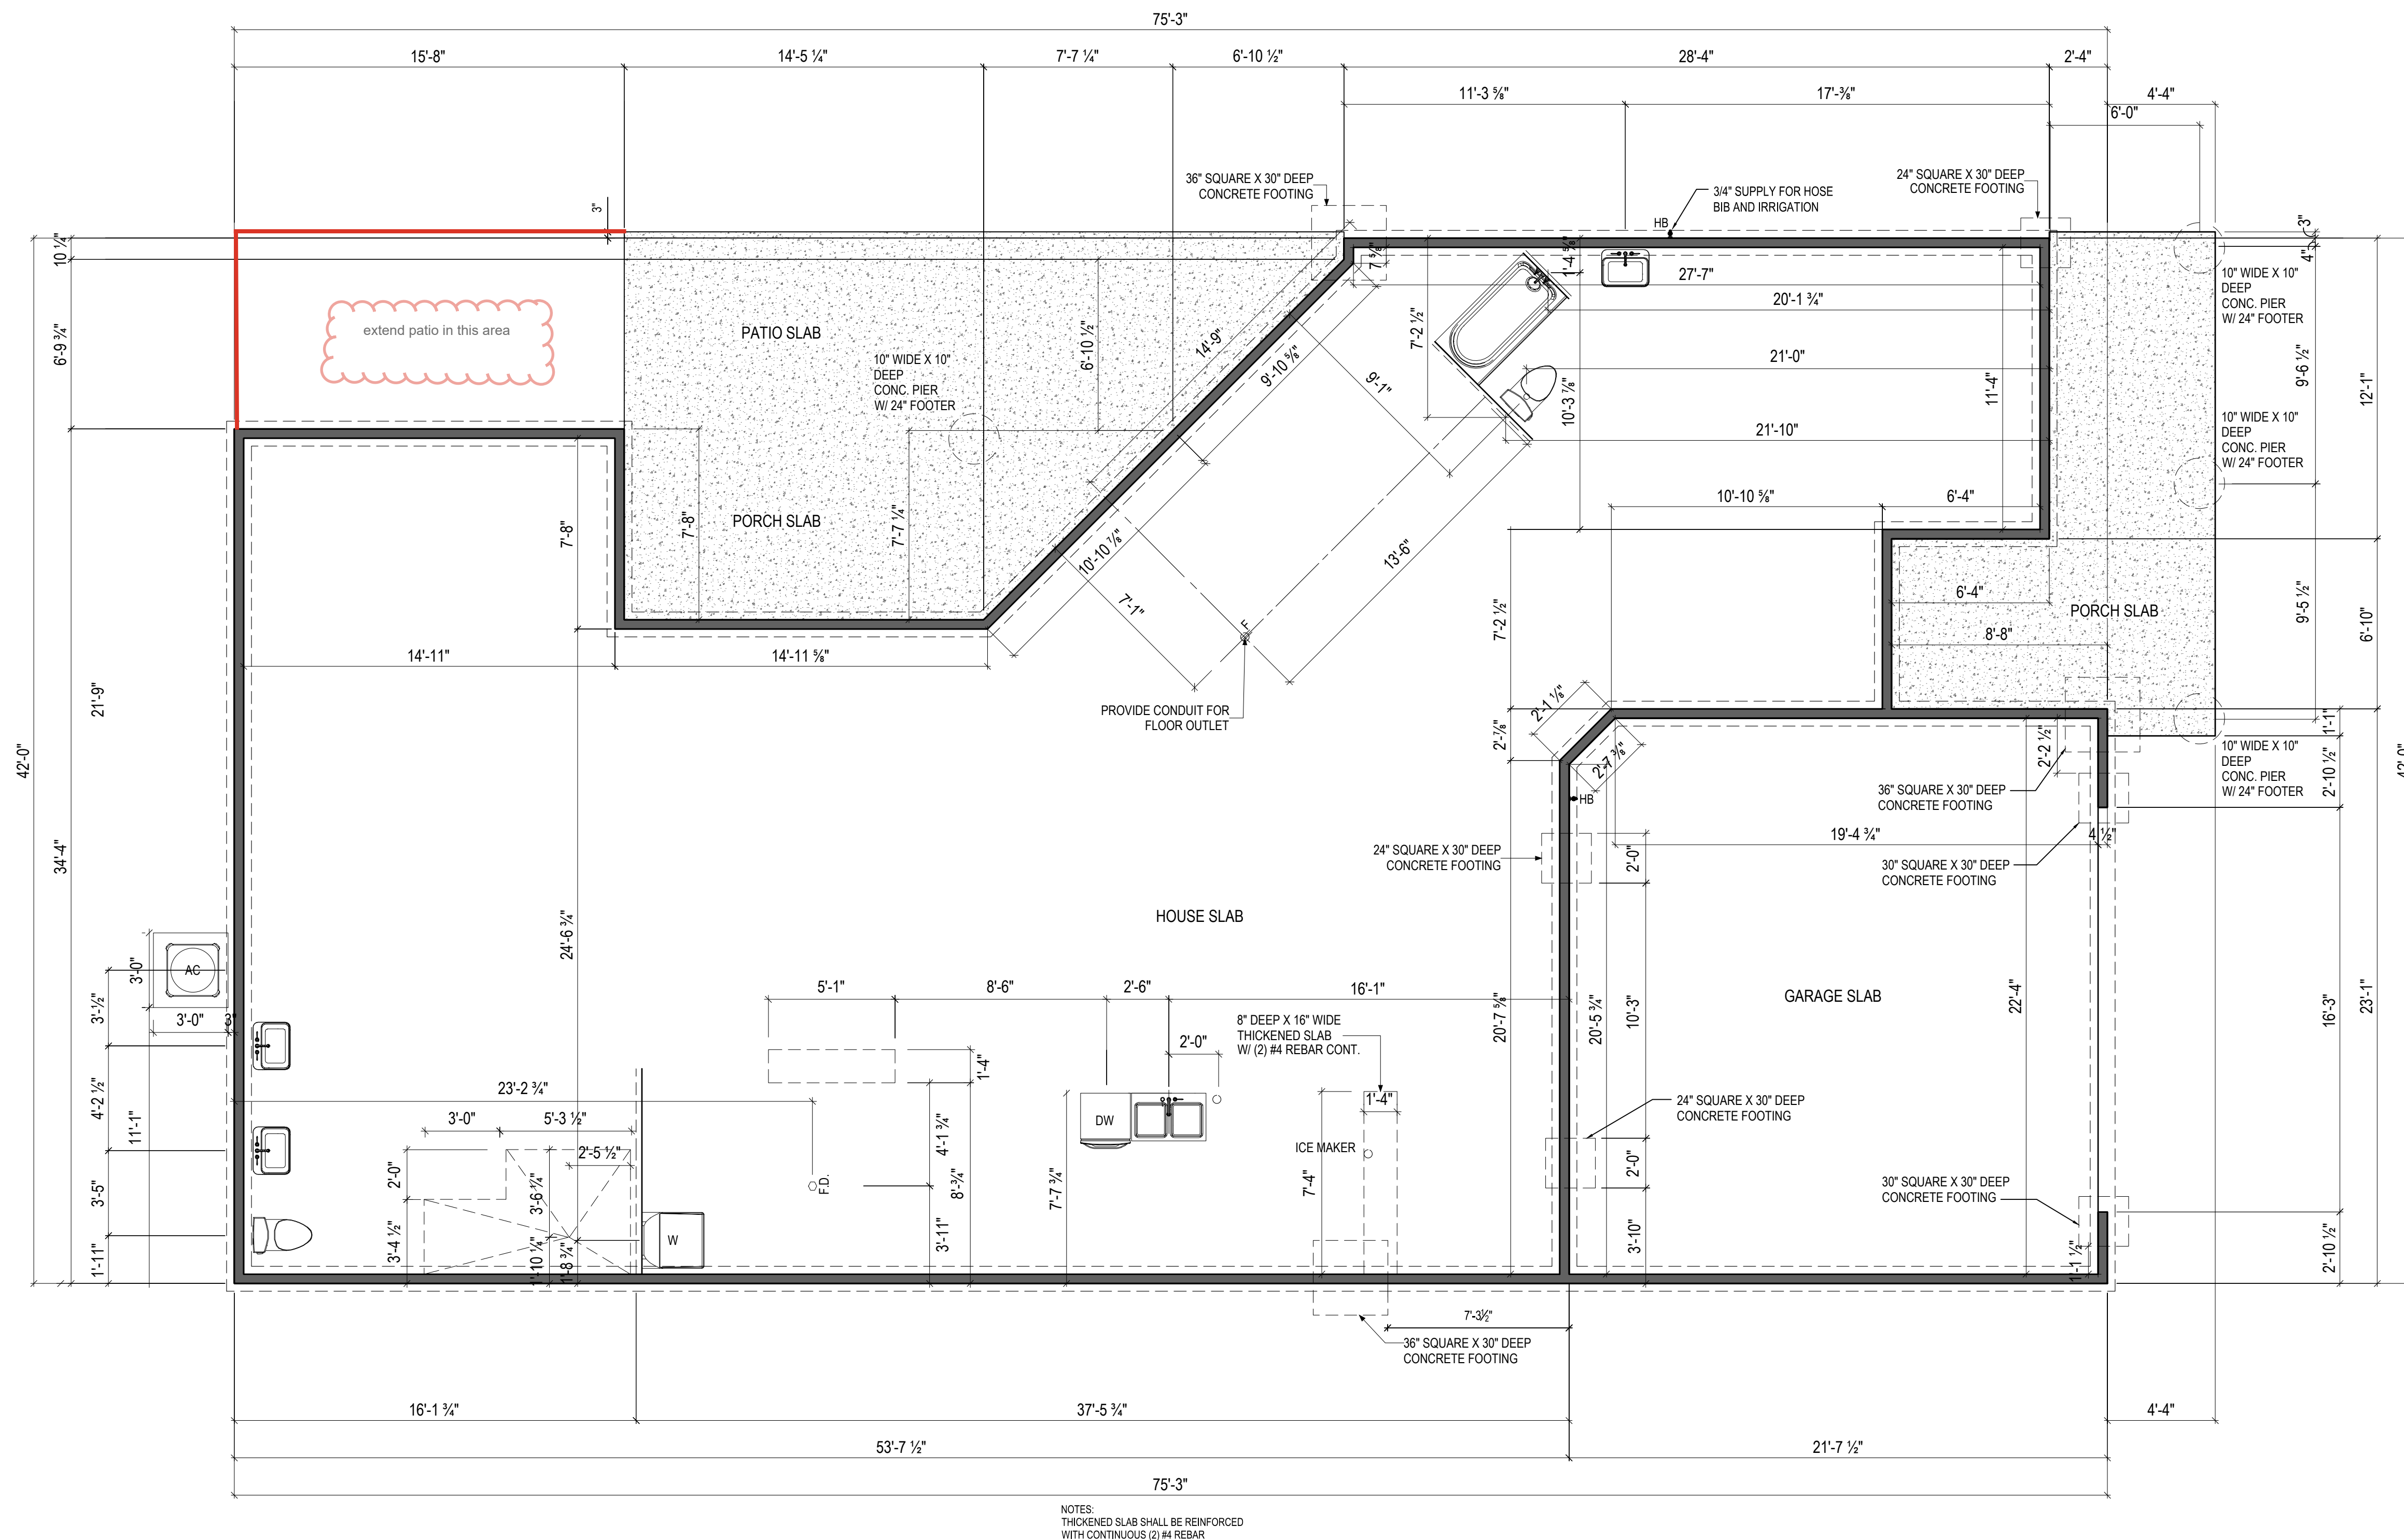 75'-3"
15'-8"
14'-5 ¼"
7'-7 ¼"
6'-10 ½"
28'-4"
2'-4"
11'-3 ⅝"
17'-⅜"
4'-4"
6'-0"
36" SQUARE X 30" DEEP
CONCRETE FOOTING
3/4" SUPPLY FOR HOSE
BIB AND IRRIGATION
24" SQUARE X 30" DEEP
CONCRETE FOOTING
3"
HB
3"
4"
10 ¼"
6'-9 ¾"
extend patio in this area
PATIO SLAB
10" WIDE X 10"
DEEP
CONC. PIER
W/ 24" FOOTER
6'-10 ½"
14'-9"
9'-10 ⅝"
7 ⅝"
7'-2 ½"
9'-1"
1'-4 ⅝"
27'-7"
20'-1 ¾"
21'-0"
10'-3 ⅞"
11'-4"
21'-10"
10" WIDE X 10"
DEEP
CONC. PIER
W/ 24" FOOTER
9'-6 ½"
12'-1"
10" WIDE X 10"
DEEP
CONC. PIER
W/ 24" FOOTER
7'-8"
7'-8"
PORCH SLAB
7'-7 ¼"
10'-10 ⅞"
13'-6"
7'-1"
F
10'-10 ⅝"
6'-4"
6'-4"
PORCH SLAB
8'-8"
9'-5 ½"
6'-10"
7'-2 ½"
14'-11"
14'-11 ⅝"
21'-9"
42'-0"
34'-4"
PROVIDE CONDUIT FOR
FLOOR OUTLET
2'-1 ⅛"
2'-⅞"
2'-7 ⅜"
HB
2'-2 ½"
1'-1"
2'-10 ½"
42'-0"
10" WIDE X 10"
DEEP
CONC. PIER
W/ 24" FOOTER
36" SQUARE X 30" DEEP
CONCRETE FOOTING
19'-4 ¾"
4 ½"
30" SQUARE X 30" DEEP
CONCRETE FOOTING
24" SQUARE X 30" DEEP
CONCRETE FOOTING
2'-0"
HOUSE SLAB
24'-6 ¾"
AC
3'-0"
3'-0"
3"
3'-½"
4'-2 ½"
11'-1"
3'-5"
1'-11"
5'-1"
8'-6"
2'-6"
16'-1"
2'-0"
8" DEEP X 16" WIDE
THICKENED SLAB
W/ (2) #4 REBAR CONT.
20'-7 ⅝"
20'-5 ¾"
10'-3"
GARAGE SLAB
22'-4"
16'-3"
23'-1"
1'-4"
23'-2 ¾"
3'-0"
5'-3 ½"
2'-5 ½"
2'-0"
3'-6 ¼"
3'-4 ½"
1'-10 ¼"
1'-8 ¾"
W
F.D.
4'-1 ¾"
8'-¾"
3'-11"
7'-7 ¾"
DW
ICE MAKER
1'-4"
7'-4"
24" SQUARE X 30" DEEP
CONCRETE FOOTING
2'-0"
3'-10"
30" SQUARE X 30" DEEP
CONCRETE FOOTING
1'-1 ½"
2'-10 ½"
7'-3½"
36" SQUARE X 30" DEEP
CONCRETE FOOTING
16'-1 ¾"
37'-5 ¾"
4'-4"
53'-7 ½"
21'-7 ½"
75'-3"
NOTES:
THICKENED SLAB SHALL BE REINFORCED
WITH CONTINUOUS (2) #4 REBAR